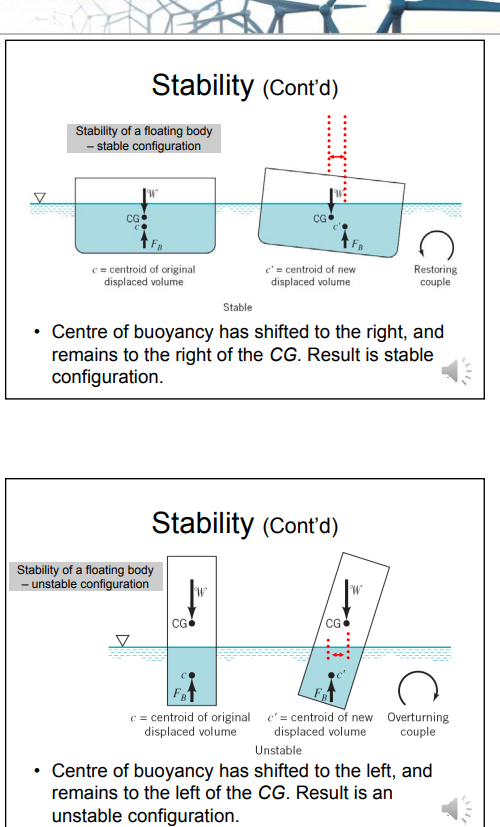 Stability (Cont'd)
Stability of a floating body
– stable configuration
W
W
CG
c
F_B
CG
c'
F_B
c = centroid of original
displaced volume
c' = centroid of new
displaced volume
Restoring
couple
Stable
• Centre of buoyancy has shifted to the right, and
remains to the right of the CG. Result is stable
configuration.
Stability (Cont'd)
Stability of a floating body
– unstable configuration
W
W
CG
CG
c
c'
F_B
F_B
c = centroid of original
displaced volume
c' = centroid of new
displaced volume
Overturning
couple
Unstable
• Centre of buoyancy has shifted to the left, and
remains to the left of the CG. Result is an
unstable configuration.